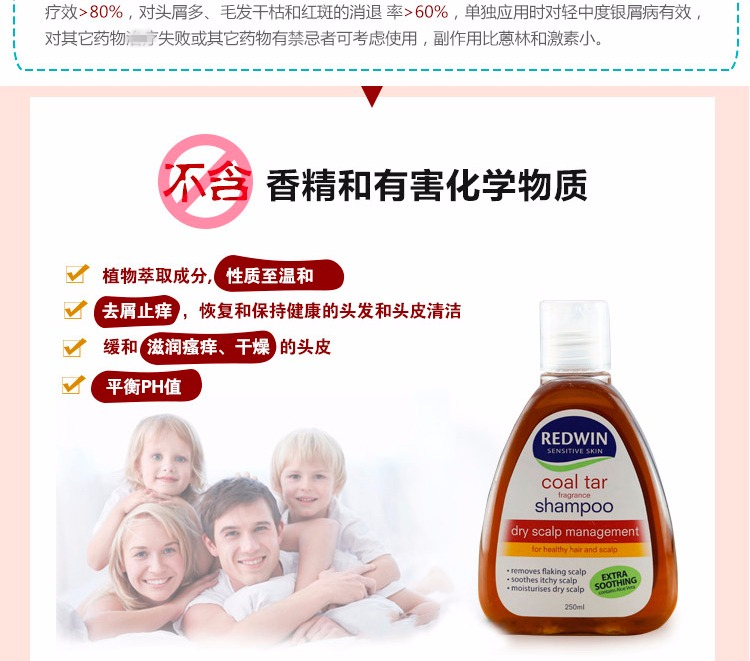 疗效>80%，对头屑多、毛发干枯和红斑的消退 率>60%，单独应用时对轻中度银屑病有效，
对其它药物 疗失败或其它药物有禁忌者可考虑使用，副作用比蒽林和激素小。
不含 香精和有害化学物质
植物萃取成分, 性质至温和
去屑止痒，恢复和保持健康的头发和头皮清洁
缓和 滋润瘙痒、干燥 的头皮
平衡PH值
REDWIN
SENSITIVE SKIN
coal tar
fragrance
shampoo
dry scalp management
for healthy hair and scalp
• removes flaking scalp
• soothes itchy scalp
• moisturises dry scalp
EXTRA
SOOTHING
contains Aloe Vera
250ml